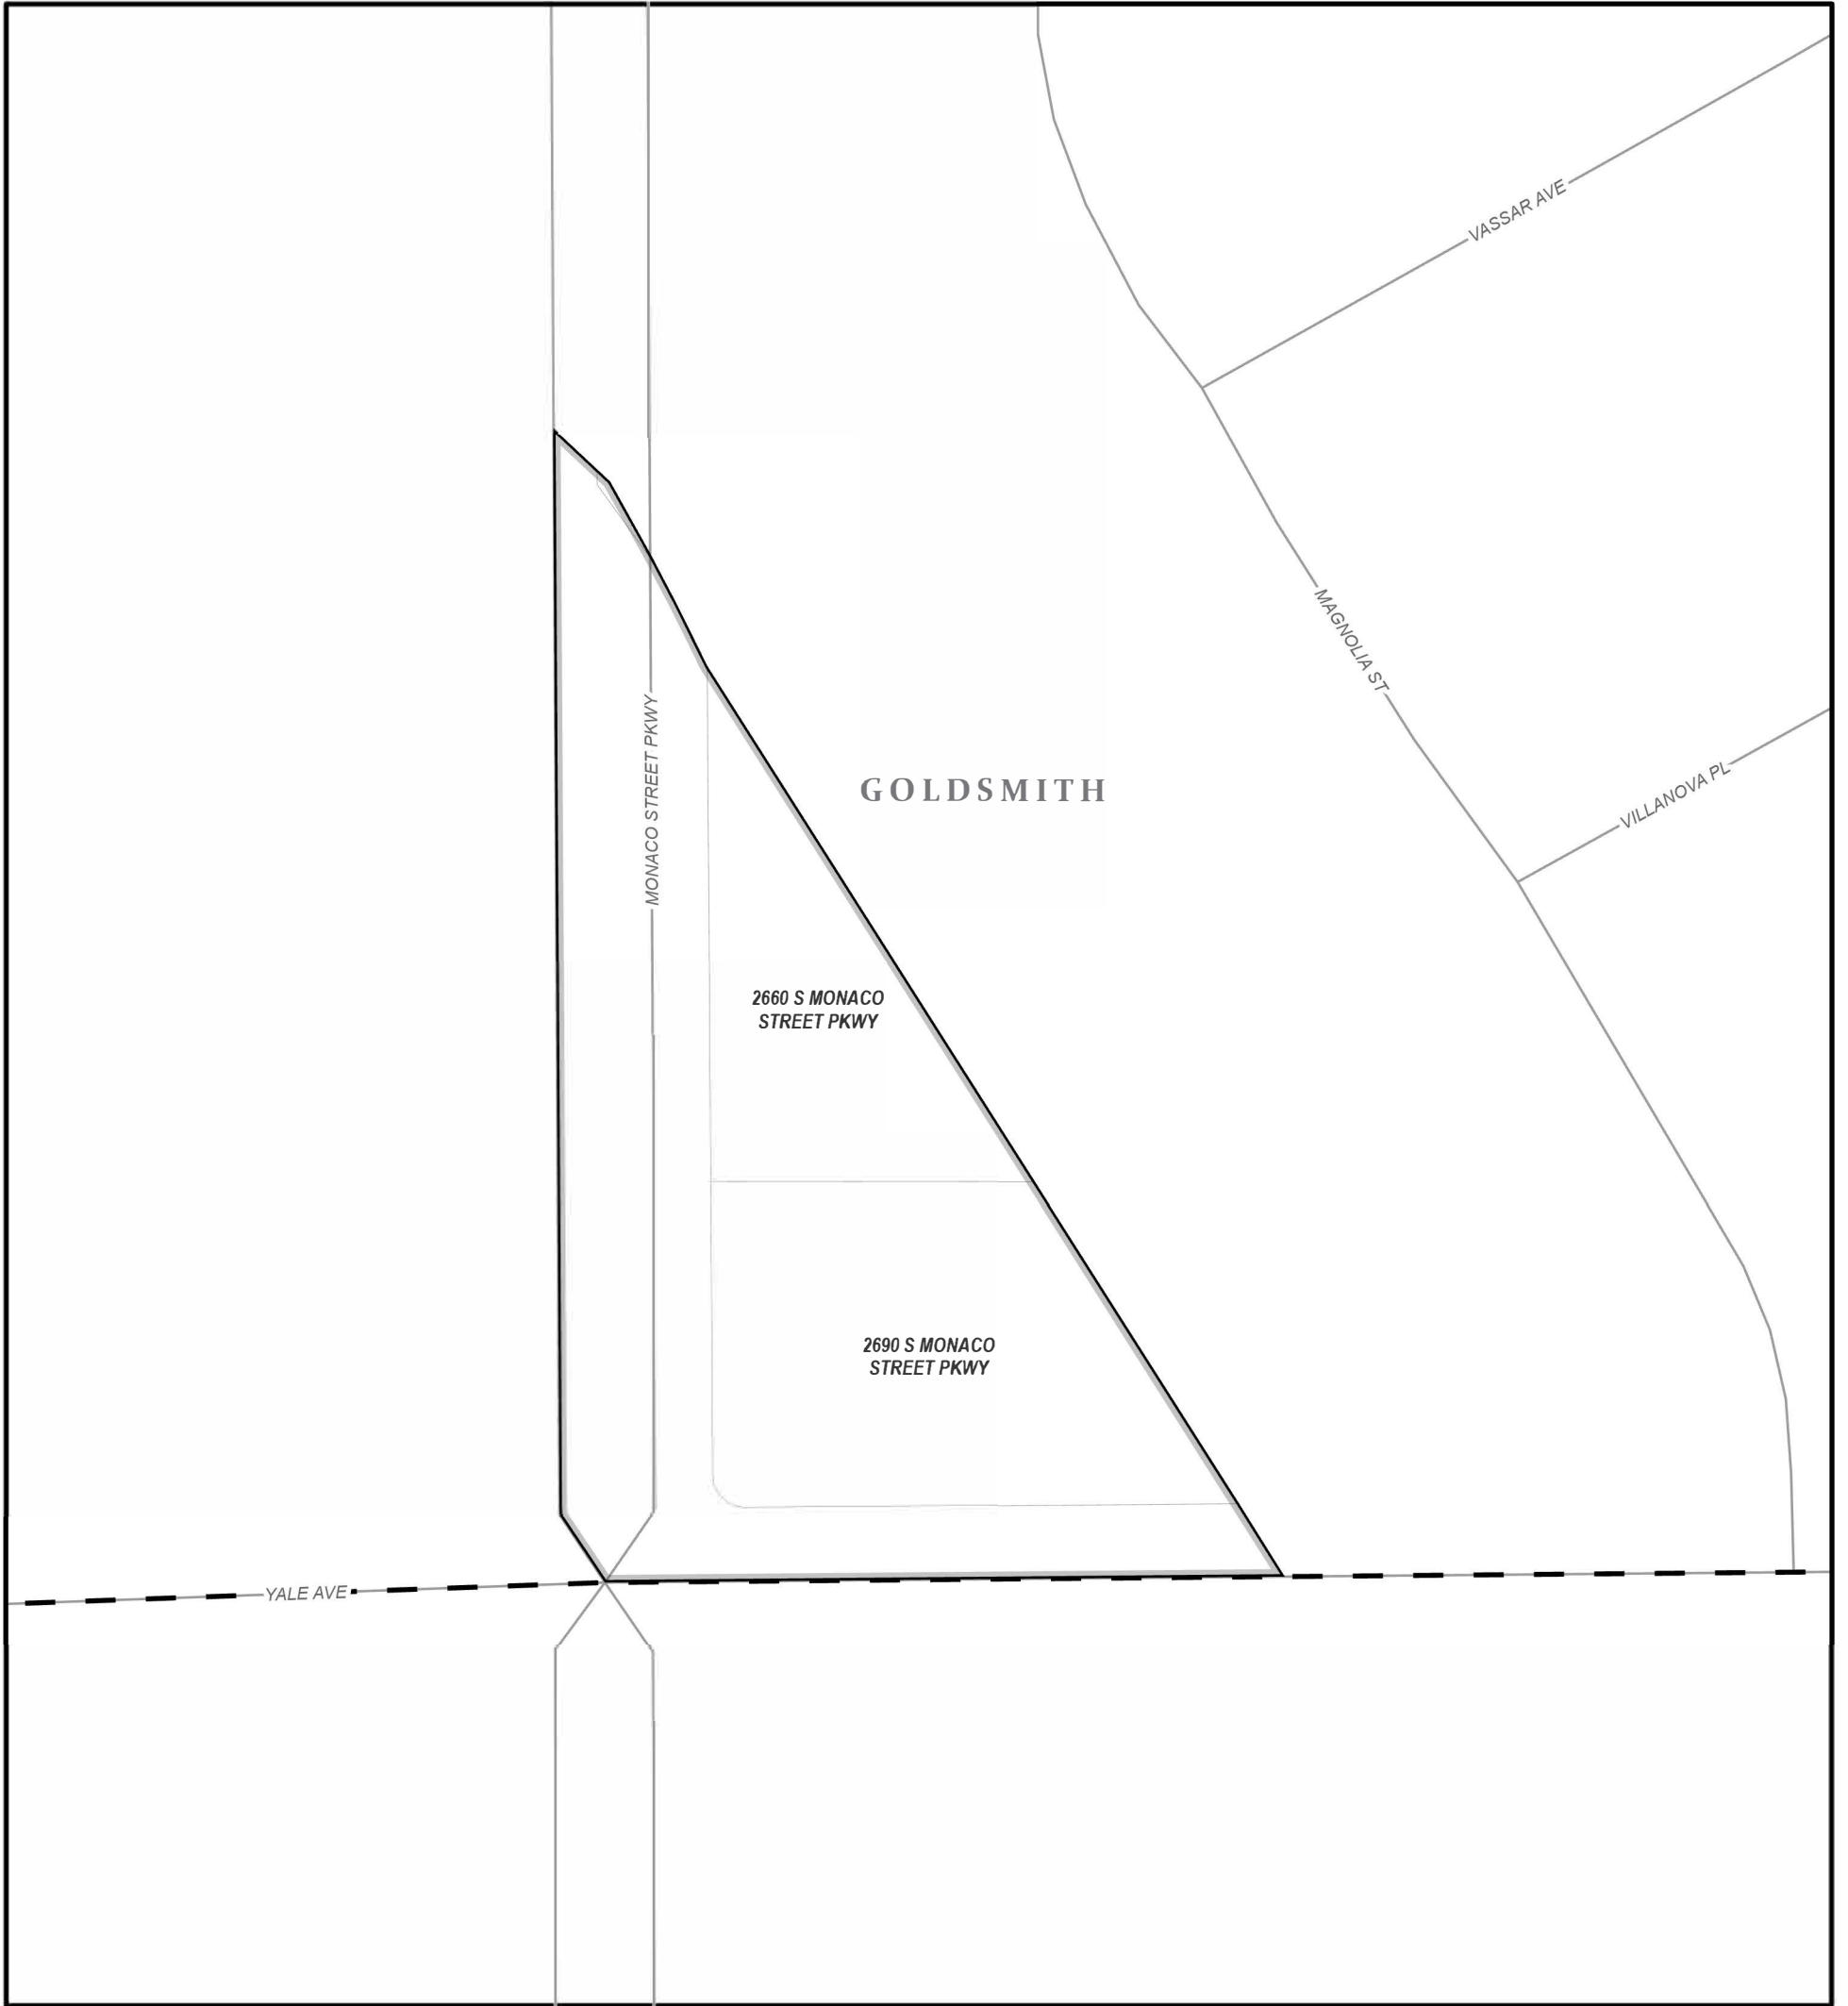 VASSAR AVE
MAGNOLIA ST
MONACO STREET PKWY
GOLDSMITH
VILLANOVA PL
2660 S MONACO
STREET PKWY
2690 S MONACO
STREET PKWY
YALE AVE